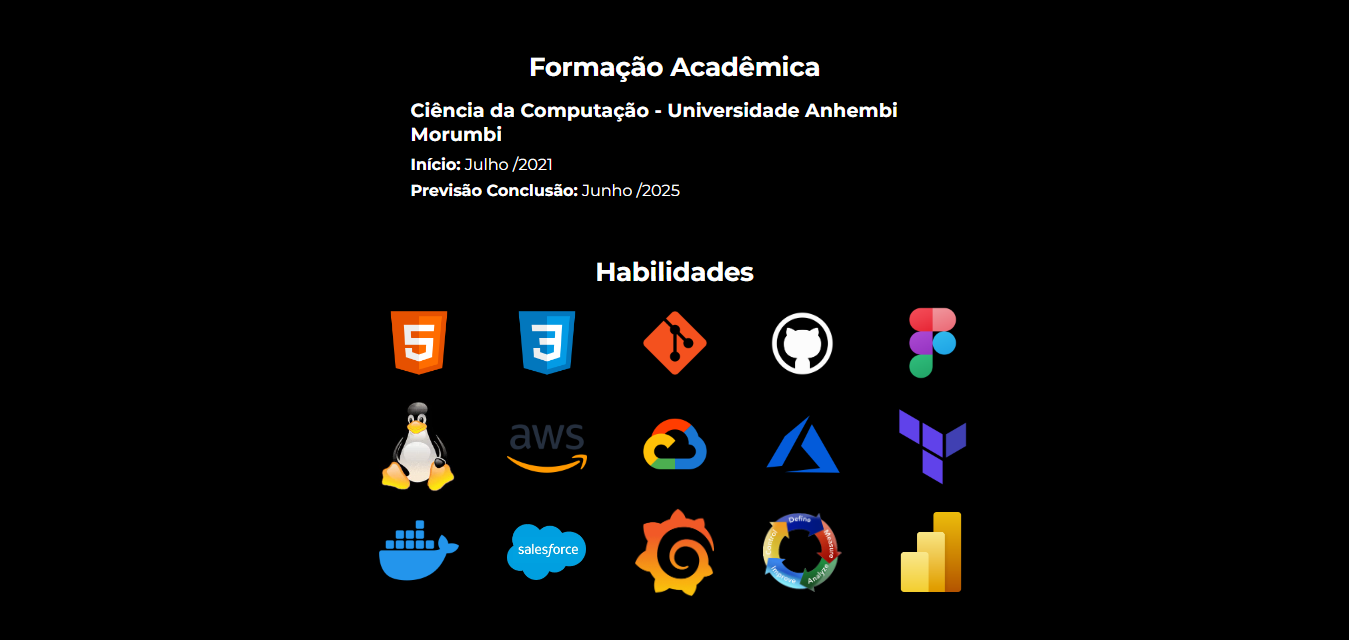 Formação Acadêmica
Ciência da Computação - Universidade Anhembi
Morumbi
Início: Julho /2021
Previsão Conclusão: Junho /2025
Habilidades
5
3
aws
salesforce
Define
Measure
Analyze
Improve
Control